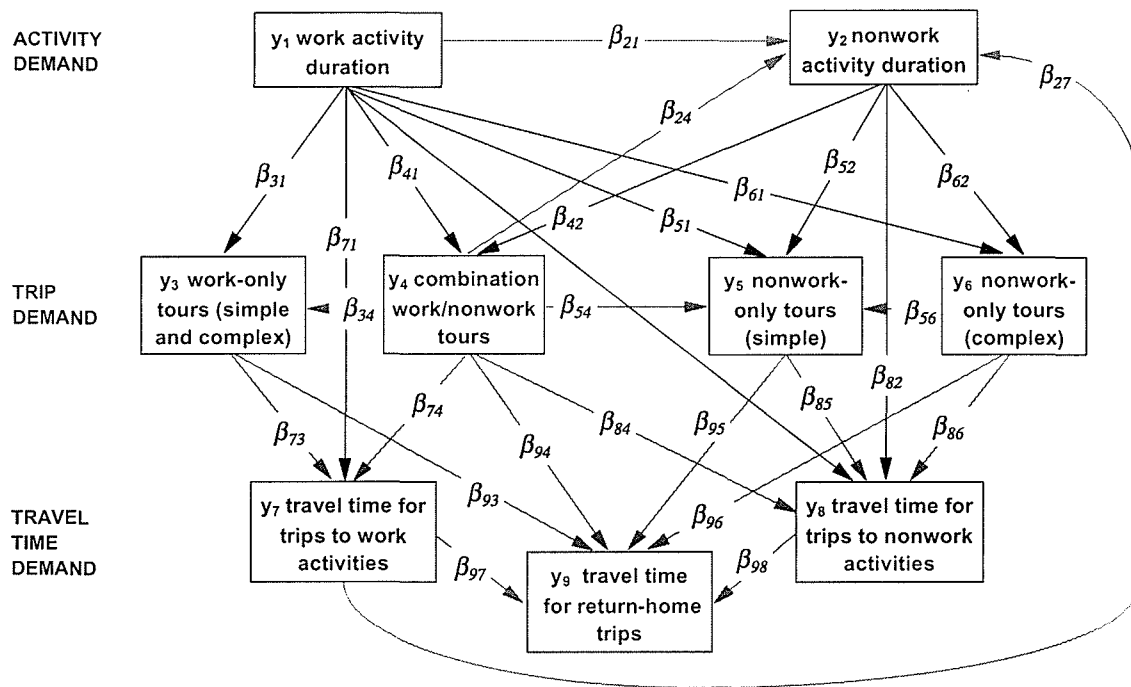 ACTIVITY
DEMAND
y1 work activity
duration
β21
y2 nonwork
activity duration
β27
β24
β31
β41
β52
β62
β61
β42
β51
β71
TRIP
DEMAND
y3 work-only
tours (simple
and complex)
β34
y4 combination
work/nonwork
tours
β54
y5 nonwork-
only tours
(simple)
β56
y6 nonwork-
only tours
(complex)
β82
β74
β85
β84
β95
β73
β94
β86
β93
β96
TRAVEL
TIME
DEMAND
y7 travel time for
trips to work
activities
y8 travel time for
trips to nonwork
activities
β97
β98
y9 travel time
for return-home
trips